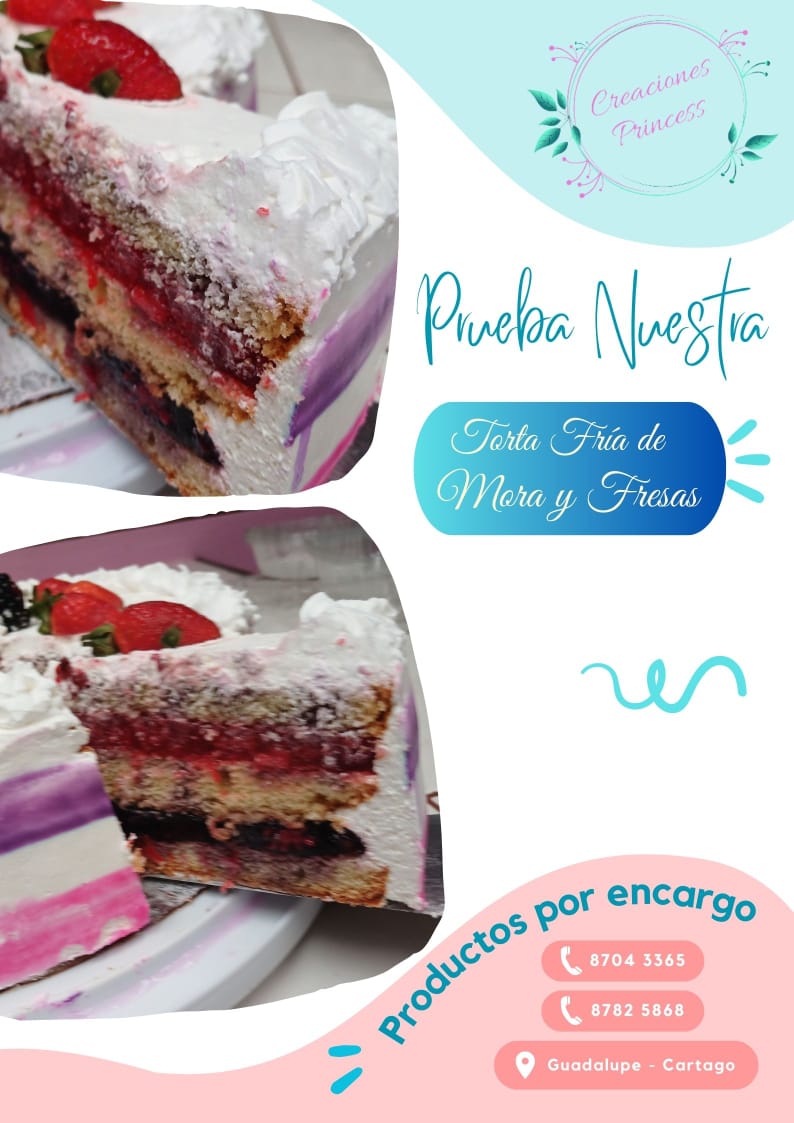 Creaciones
Princess
Prueba Nuestra
Torta Fría de
Mora y Fresas
Productos por encargo
8704 3365
8782 5868
Guadalupe - Cartago